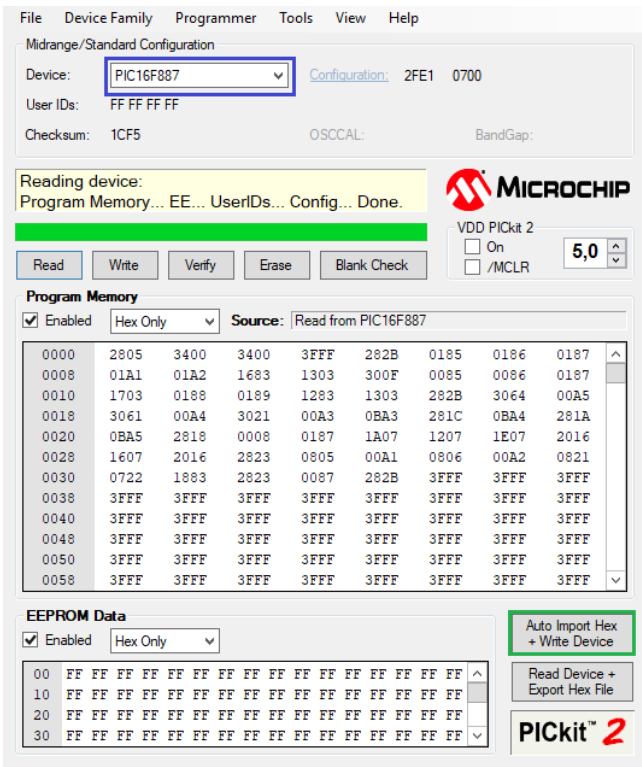 File Device Family Programmer Tools View Help
Midrange/Standard Configuration
Device: PIC16F887 Configuration: 2FE1 0700
User IDs: FF FF FF FF
Checksum: 1CF5 OSCCAL: BandGap:
Reading device:
Program Memory... EE... UserIDs... Config... Done.
MICROCHIP
VDD PICkit 2
On
/MCLR
5,0
Read Write Verify Erase Blank Check
Program Memory
Enabled Hex Only Source: Read from PIC16F887
0000 2805 3400 3400 3FFF 282B 0185 0186 0187
0008 01A1 01A2 1683 1303 300F 0085 0086 0187
0010 1703 0188 0189 1283 1303 282B 3064 00A5
0018 3061 00A4 3021 00A3 0BA3 281C 0BA4 281A
0020 0BA5 2818 0008 0187 1A07 1207 1E07 2016
0028 1607 2016 2823 0805 00A1 0806 00A2 0821
0030 0722 1883 2823 0087 282B 3FFF 3FFF 3FFF
0038 3FFF 3FFF 3FFF 3FFF 3FFF 3FFF 3FFF 3FFF
0040 3FFF 3FFF 3FFF 3FFF 3FFF 3FFF 3FFF 3FFF
0048 3FFF 3FFF 3FFF 3FFF 3FFF 3FFF 3FFF 3FFF
0050 3FFF 3FFF 3FFF 3FFF 3FFF 3FFF 3FFF 3FFF
0058 3FFF 3FFF 3FFF 3FFF 3FFF 3FFF 3FFF 3FFF
EEPROM Data
Enabled Hex Only
00 FF FF FF FF FF FF FF FF FF FF FF FF FF FF FF FF
10 FF FF FF FF FF FF FF FF FF FF FF FF FF FF FF FF
20 FF FF FF FF FF FF FF FF FF FF FF FF FF FF FF FF
30 FF FF FF FF FF FF FF FF FF FF FF FF FF FF FF FF
Auto Import Hex
+ Write Device
Read Device +
Export Hex File
PICkit™ 2